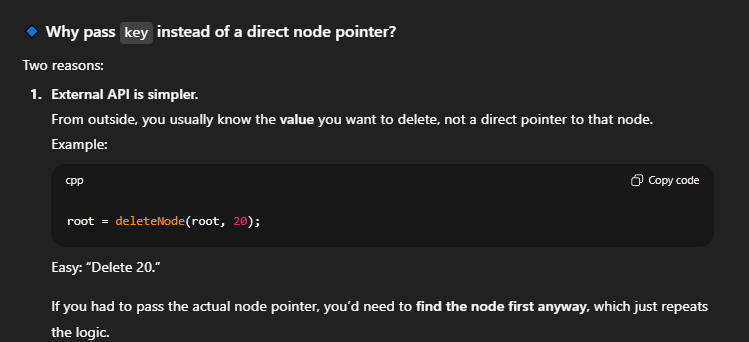 Why pass key instead of a direct node pointer?
Two reasons:
1. External API is simpler.
From outside, you usually know the value you want to delete, not a direct pointer to that node.
Example:
cpp
Copy code
root = deleteNode(root, 20);
Easy: “Delete 20.”
If you had to pass the actual node pointer, you’d need to find the node first anyway, which just repeats
the logic.